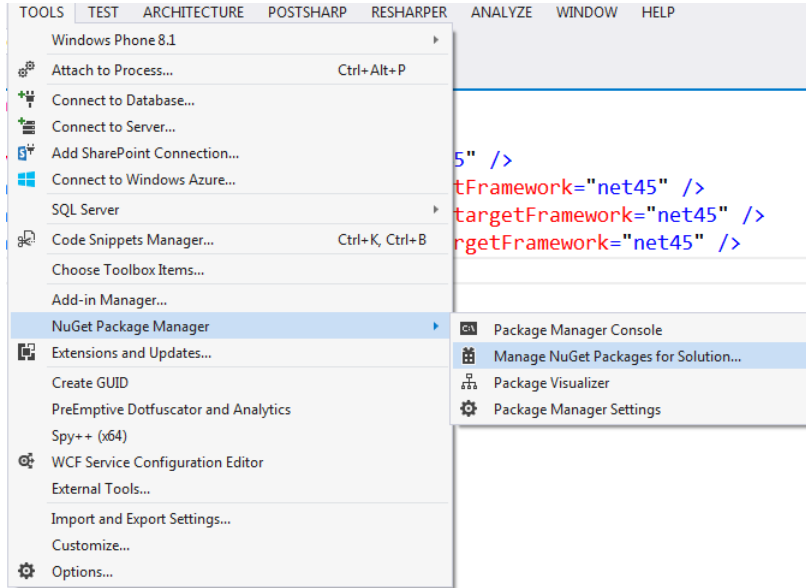 TOOLS TEST ARCHITECTURE POSTSHARP RESHARPER ANALYZE WINDOW HELP
Windows Phone 8.1
Attach to Process... Ctrl+Alt+P
Connect to Database...
Connect to Server...
Add SharePoint Connection...
Connect to Windows Azure...
SQL Server
Code Snippets Manager... Ctrl+K, Ctrl+B
Choose Toolbox Items...
Add-in Manager...
NuGet Package Manager
Extensions and Updates...
Create GUID
PreEmptive Dotfuscator and Analytics
Spy++ (x64)
WCF Service Configuration Editor
External Tools...
Import and Export Settings...
Customize...
Options...
5" />
tFramework="net45" />
targetFramework="net45" />
rgetFramework="net45" />
Package Manager Console
Manage NuGet Packages for Solution...
Package Visualizer
Package Manager Settings